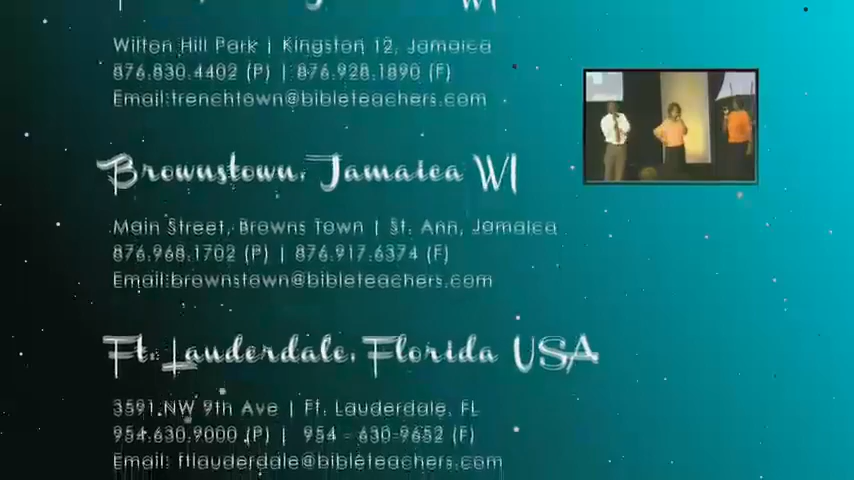 WI
Wilton Hill Park | Kingston 12, Jamaica
876.830.4402 (P) | 876.928.1890 (F)
Email:trenchtown@bibleteachers.com
Brownstown, Jamaica WI
Main Street, Browns Town | St. Ann, Jamaica
876.968.1702 (P) | 876.917.6374 (F)
Email:brownstown@bibleteachers.com
Ft. Lauderdale, Florida USA
3591 NW 9th Ave | Ft. Lauderdale, FL
954.630.9000 (P) | 954 - 630-9652 (F)
Email: ftlauderdale@bibleteachers.com